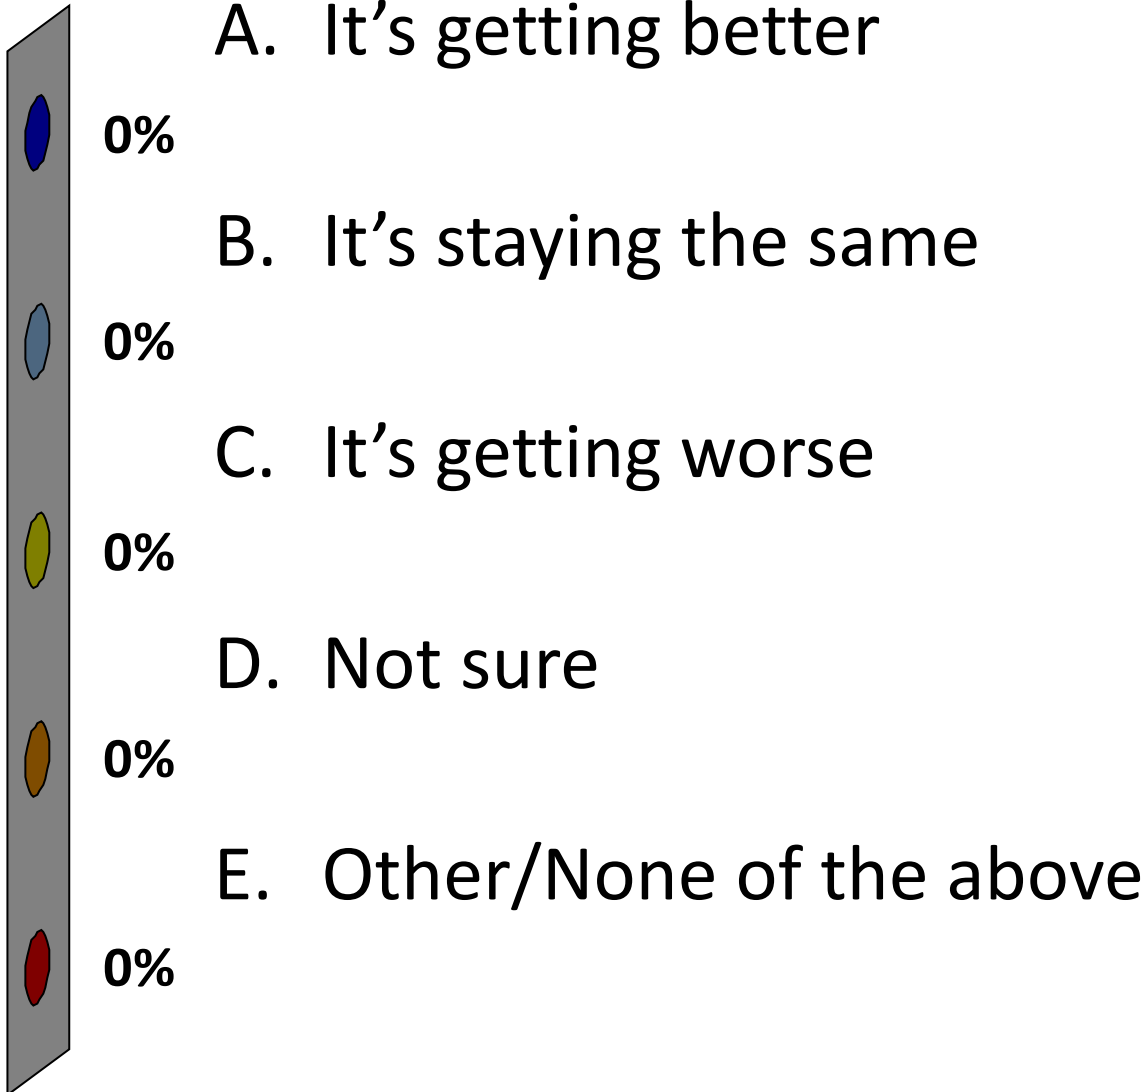 A. It’s getting better
0%
B. It’s staying the same
0%
C. It’s getting worse
0%
D. Not sure
0%
E. Other/None of the above
0%